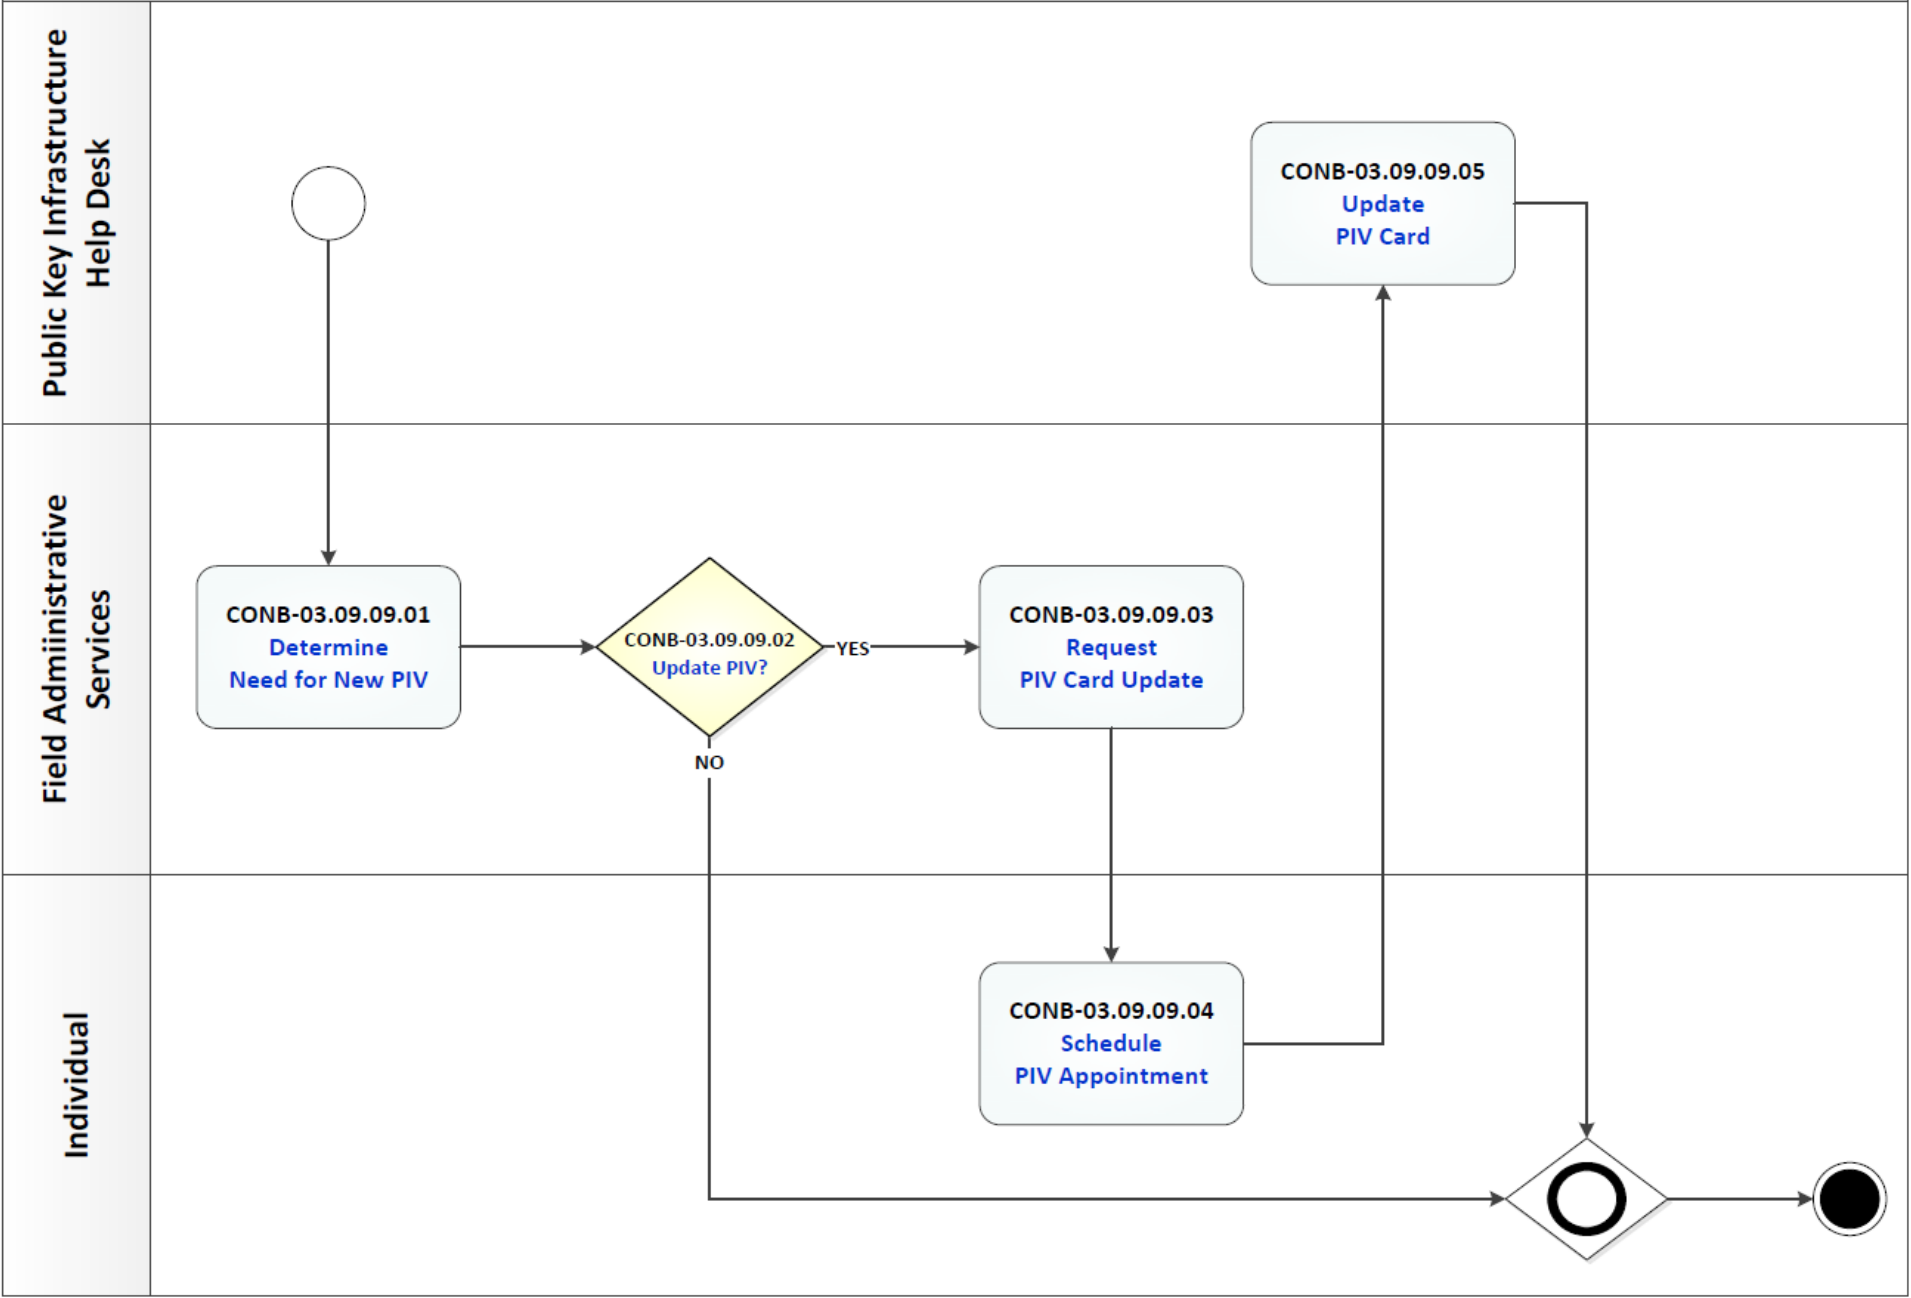 Public Key Infrastructure
Help Desk
CONB-03.09.09.05
Update
PIV Card
Field Administrative
Services
CONB-03.09.09.01
Determine
Need for New PIV
CONB-03.09.09.02
Update PIV?
YES
NO
CONB-03.09.09.03
Request
PIV Card Update
Individual
CONB-03.09.09.04
Schedule
PIV Appointment